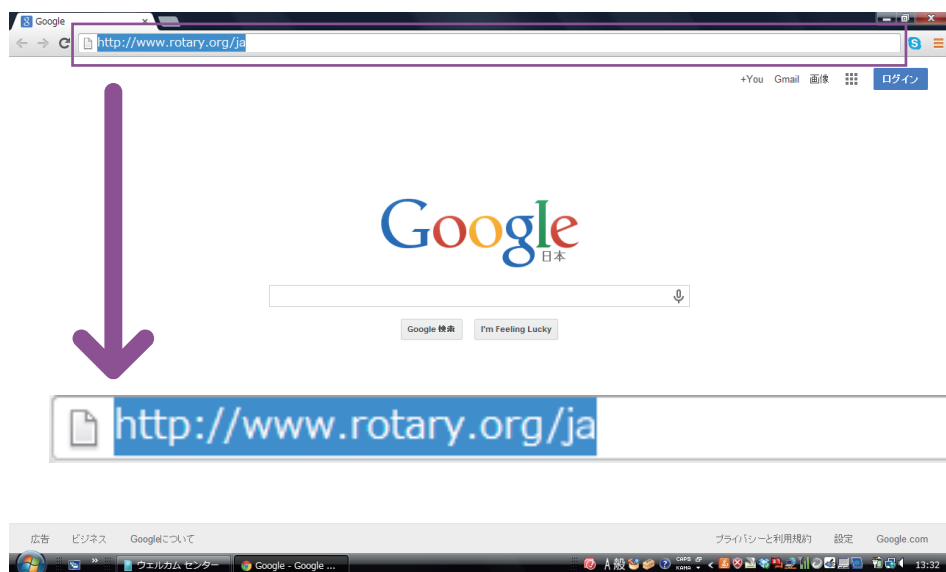 Google
http://www.rotary.org/ja
+You Gmail 画像 ログイン
Google
日本
Google 検索 I'm Feeling Lucky
http://www.rotary.org/ja
広告 ビジネス Googleについて プライバシーと利用規約 設定 Google.com
ウェルカム センター Google - Google ... A 般 CAPS KANA 13:32